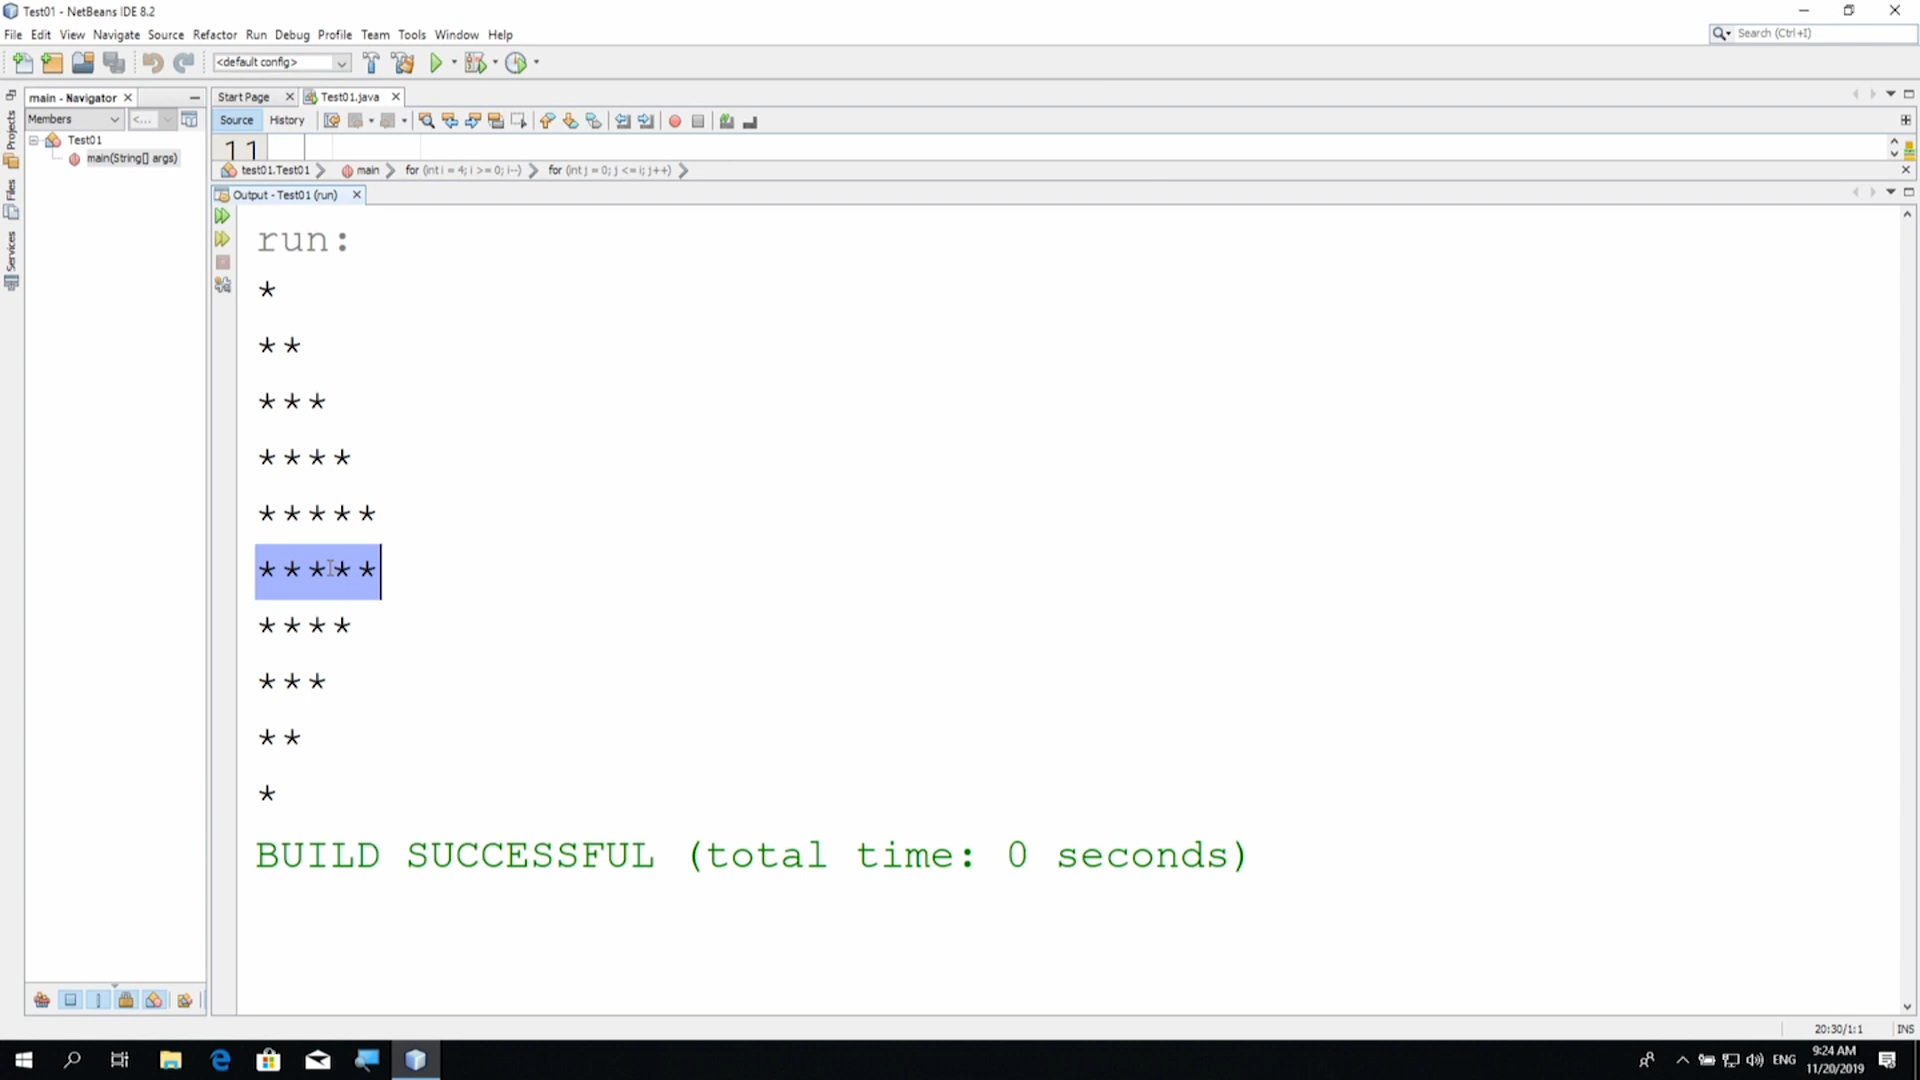 Test01 - NetBeans IDE 8.2
File Edit View Navigate Source Refactor Run Debug Profile Team Tools Window Help
Search (Ctrl+I)
<default config>
main - Navigator
Start Page
Test01.java
Members
<...
Source
History
Projects
Files
Services
Test01
main(String[] args)
11
test01.Test01
main
for (int i = 4; i >= 0; i--)
for (int j = 0; j <= i; j++)
Output - Test01 (run)
run:
*
**
***
****
*****
*****
****
***
**
*
BUILD SUCCESSFUL (total time: 0 seconds)
20:30/1:1
INS
ENG
9:24 AM
11/20/2019